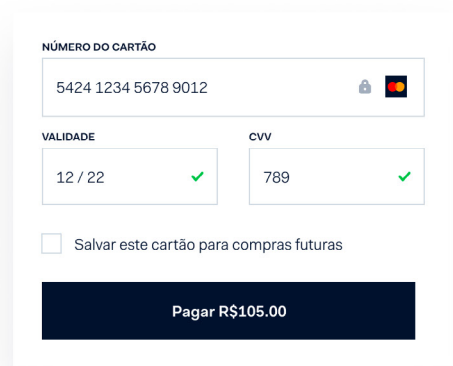 NÚMERO DO CARTÃO
5424 1234 5678 9012
VALIDADE
CVV
12 / 22
789
Salvar este cartão para compras futuras
Pagar R$105.00